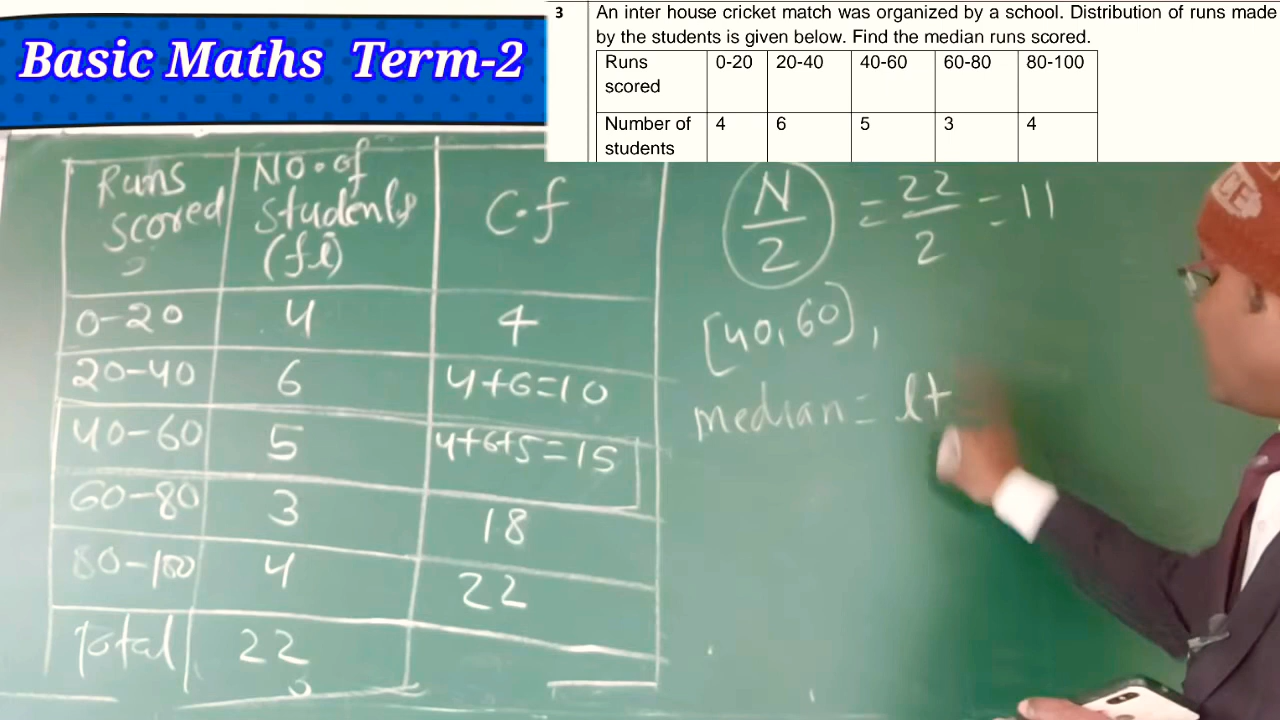 Basic Maths Term-2
3 An inter house cricket match was organized by a school. Distribution of runs made
by the students is given below. Find the median runs scored.
Runs scored 0-20 20-40 40-60 60-80 80-100
Number of students 4 6 5 3 4
Runs scored No. of students (fi) C.f
0-20 4 4
20-40 6 4+6=10
40-60 5 4+6+5=15
60-80 3 18
80-100 4 22
Total 22
N/2 = 22/2 = 11
[40,60),
median = l+
CE